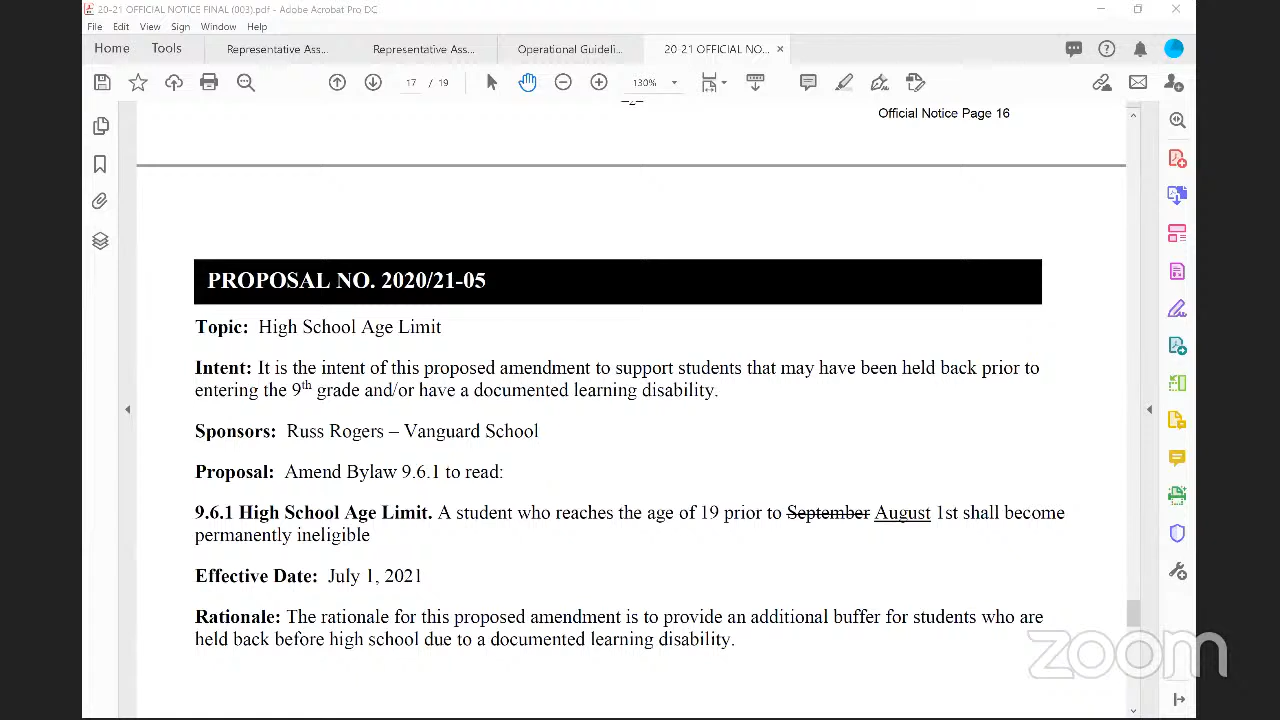 20-21 OFFICIAL NOTICE FINAL (003).pdf - Adobe Acrobat Pro DC
File Edit View Sign Window Help
Home Tools Representative Ass... Representative Ass... Operational Guideli... 20-21 OFFICIAL NO... ×
17 / 19 130%
–2–
Official Notice Page 16
PROPOSAL NO. 2020/21-05
Topic: High School Age Limit
Intent: It is the intent of this proposed amendment to support students that may have been held back prior to
entering the 9th grade and/or have a documented learning disability.
Sponsors: Russ Rogers – Vanguard School
Proposal: Amend Bylaw 9.6.1 to read:
9.6.1 High School Age Limit. A student who reaches the age of 19 prior to September August 1st shall become
permanently ineligible
Effective Date: July 1, 2021
Rationale: The rationale for this proposed amendment is to provide an additional buffer for students who are
held back before high school due to a documented learning disability.
zoom